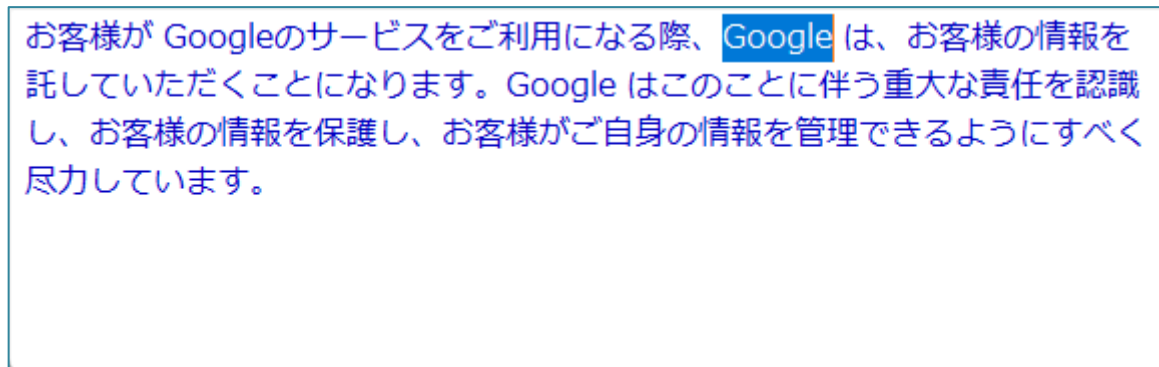 お客様が Googleのサービスをご利用になる際、Google は、お客様の情報を
託していただくことになります。Google はこのことに伴う重大な責任を認識
し、お客様の情報を保護し、お客様がご自身の情報を管理できるようにすべく
尽力しています。